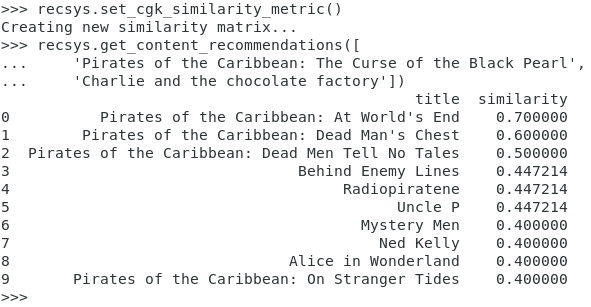 >>> recsys.set_cgk_similarity_metric()
Creating new similarity matrix...
>>> recsys.get_content_recommendations([
...     'Pirates of the Caribbean: The Curse of the Black Pearl',
...     'Charlie and the chocolate factory'])
                                              title  similarity
0          Pirates of the Caribbean: At World's End    0.700000
1        Pirates of the Caribbean: Dead Man's Chest    0.600000
2  Pirates of the Caribbean: Dead Men Tell No Tales    0.500000
3                                Behind Enemy Lines    0.447214
4                                     Radiopiratene    0.447214
5                                           Uncle P    0.447214
6                                       Mystery Men    0.400000
7                                         Ned Kelly    0.400000
8                               Alice in Wonderland    0.400000
9       Pirates of the Caribbean: On Stranger Tides    0.400000
>>>